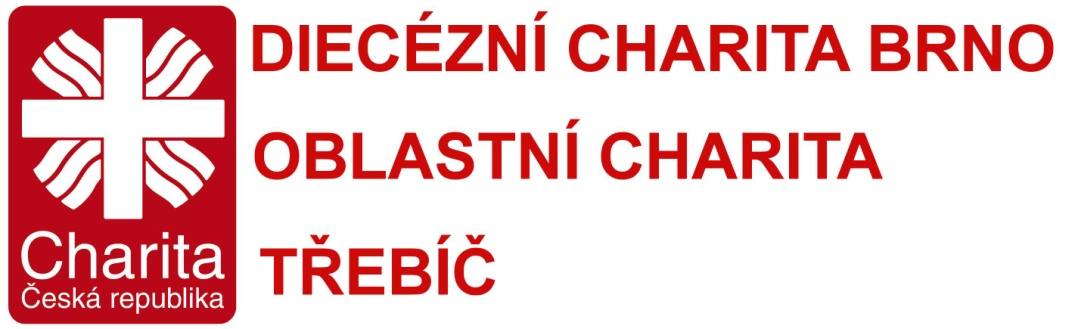 DIECÉZNÍ CHARITA BRNO
OBLASTNÍ CHARITA
TŘEBÍČ
Charita
Česká republika